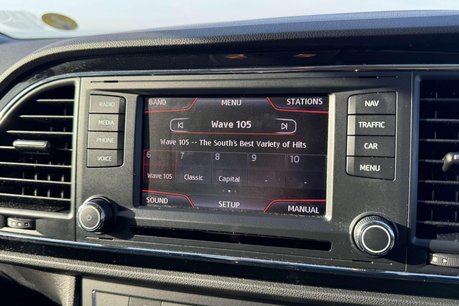 BAND MENU STATIONS
RADIO
MEDIA
PHONE
VOICE
Wave 105
Wave 105 -- The South's Best Variety of Hits
6 7 8 9 10
Wave 105 Classic Capital
SOUND SETUP MANUAL
NAV
TRAFFIC
CAR
MENU